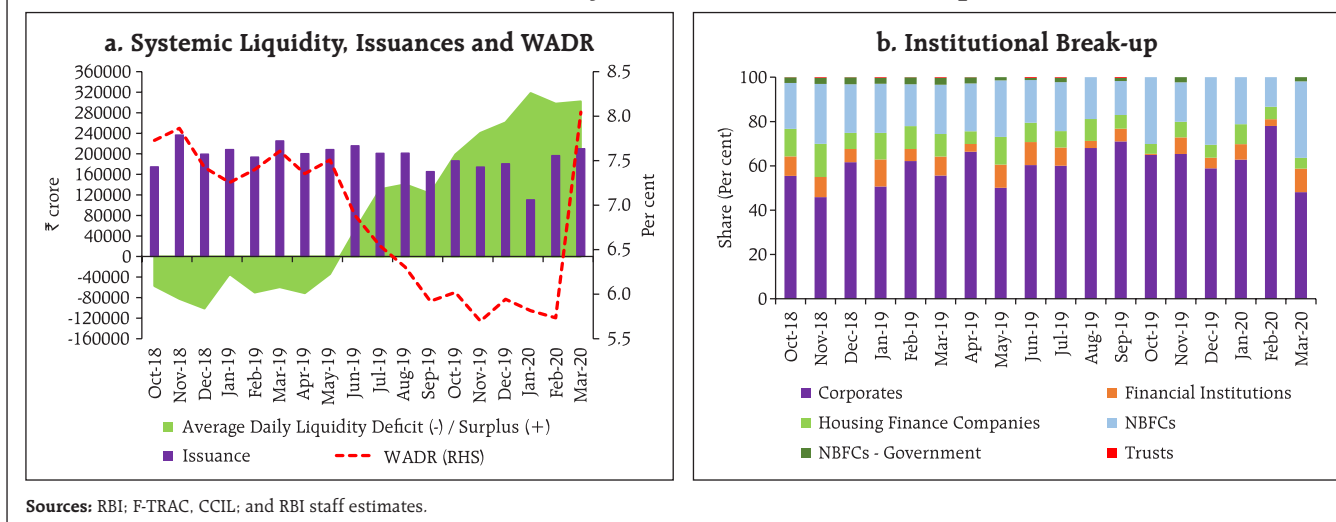 a. Systemic Liquidity, Issuances and WADR
360000
320000
280000
240000
200000
160000
120000
80000
40000
0
-40000
-80000
-120000
-160000
₹ crore
8.5
8.0
7.5
7.0
6.5
6.0
5.5
Per cent
Oct-18
Nov-18
Dec-18
Jan-19
Feb-19
Mar-19
Apr-19
May-19
Jun-19
Jul-19
Aug-19
Sep-19
Oct-19
Nov-19
Dec-19
Jan-20
Feb-20
Mar-20
Average Daily Liquidity Deficit (-) / Surplus (+)
Issuance
WADR (RHS)
b. Institutional Break-up
100
80
60
40
20
0
Share (Per cent)
Oct-18
Nov-18
Dec-18
Jan-19
Feb-19
Mar-19
Apr-19
May-19
Jun-19
Jul-19
Aug-19
Sep-19
Oct-19
Nov-19
Dec-19
Jan-20
Feb-20
Mar-20
Corporates
Financial Institutions
Housing Finance Companies
NBFCs
NBFCs - Government
Trusts
Sources: RBI; F-TRAC, CCIL; and RBI staff estimates.